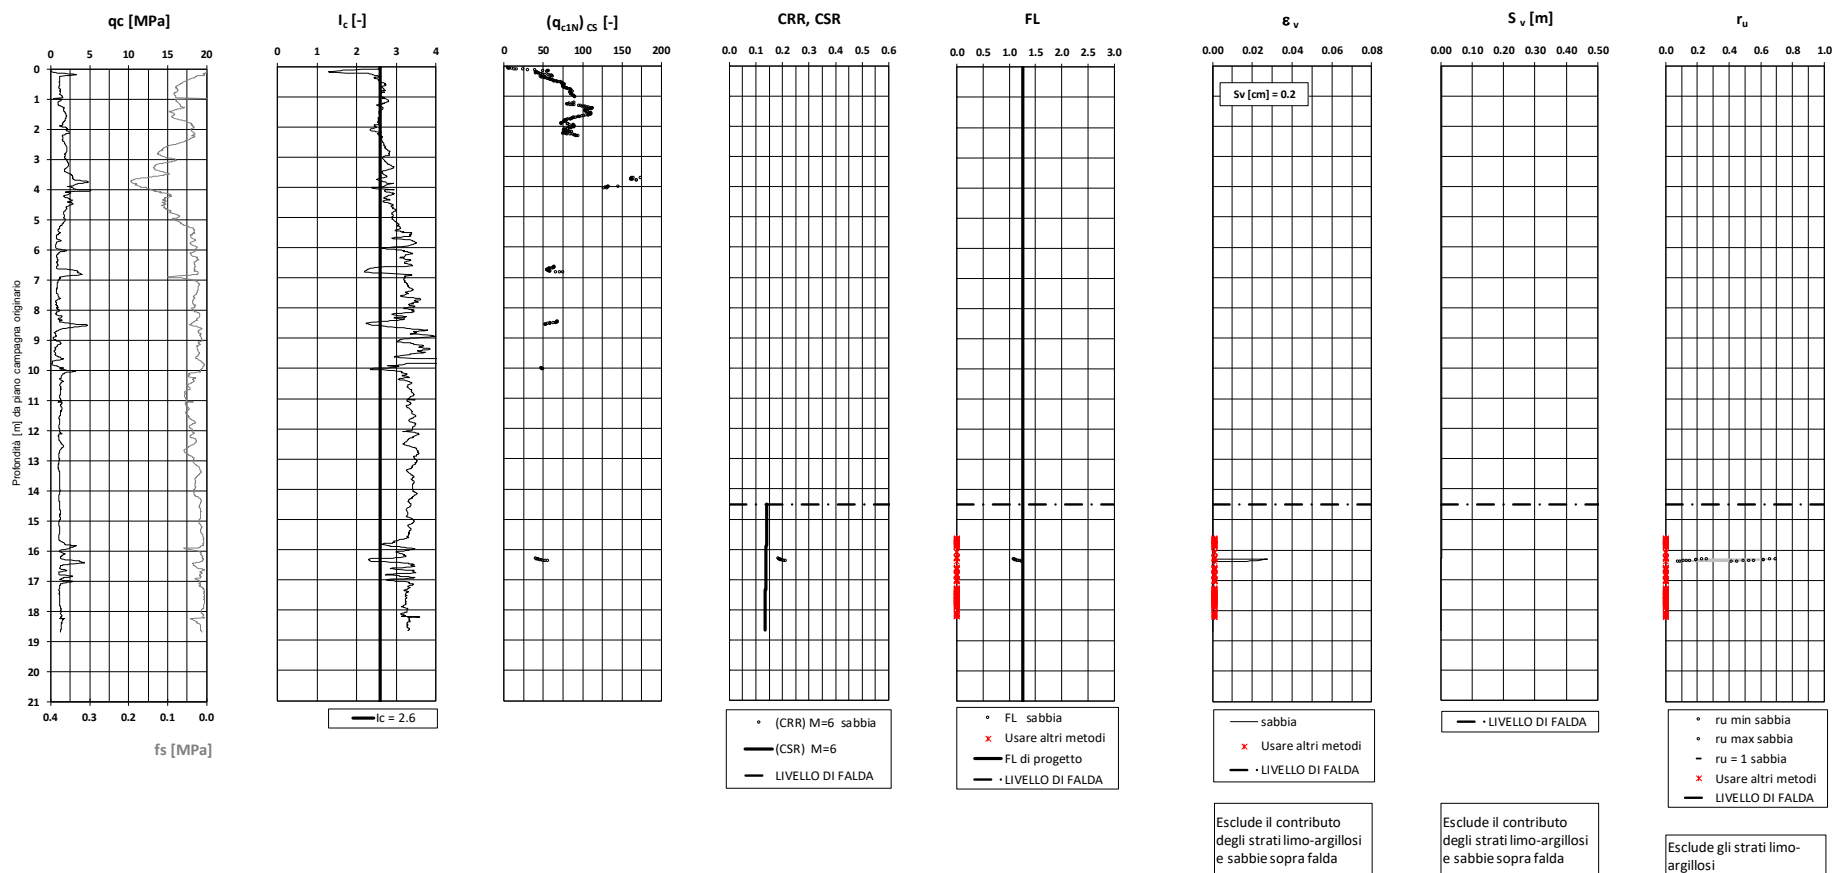 qc [MPa]
0 5 10 15 20
0
1
2
3
4
5
6
7
8
9
10
11
12
13
14
15
16
17
18
19
20
21
Profondità [m] da piano campagna originario
0.4 0.3 0.2 0.1 0.0
fs [MPa]
Ic [-]
0 1 2 3 4
Ic = 2.6
(qc1N)CS [-]
0 50 100 150 200
CRR, CSR
0.0 0.1 0.2 0.3 0.4 0.5 0.6
(CRR) M=6 sabbia
(CSR) M=6
LIVELLO DI FALDA
FL
0.0 0.5 1.0 1.5 2.0 2.5 3.0
FL sabbia
Usare altri metodi
FL di progetto
LIVELLO DI FALDA
εv
0.00 0.02 0.04 0.06 0.08
Sv [cm] = 0.2
sabbia
Usare altri metodi
LIVELLO DI FALDA
Esclude il contributo
degli strati limo-argillosi
e sabbie sopra falda
Sv [m]
0.00 0.10 0.20 0.30 0.40 0.50
LIVELLO DI FALDA
Esclude il contributo
degli strati limo-argillosi
e sabbie sopra falda
ru
0.0 0.2 0.4 0.6 0.8 1.0
ru min sabbia
ru max sabbia
ru = 1 sabbia
Usare altri metodi
LIVELLO DI FALDA
Esclude gli strati limo-
argillosi